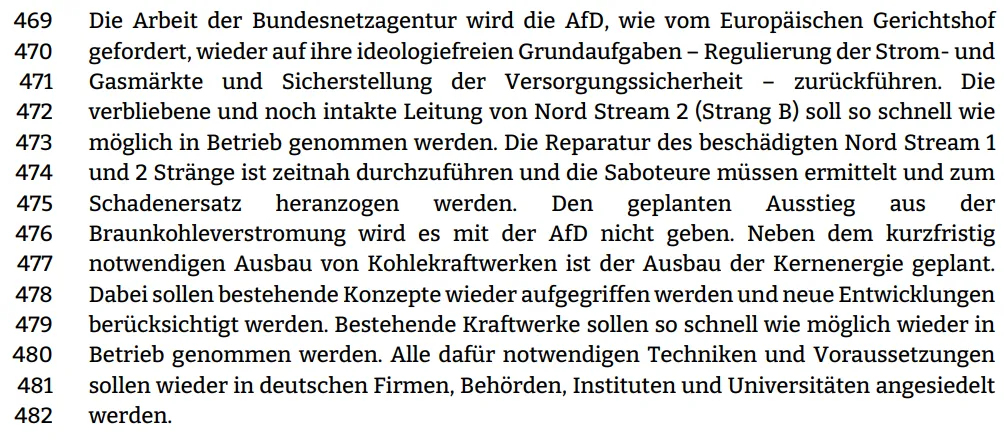 469 Die Arbeit der Bundesnetzagentur wird die AfD, wie vom Europäischen Gerichtshof
470 gefordert, wieder auf ihre ideologiefreien Grundaufgaben – Regulierung der Strom- und
471 Gasmärkte und Sicherstellung der Versorgungssicherheit – zurückführen. Die
472 verbliebene und noch intakte Leitung von Nord Stream 2 (Strang B) soll so schnell wie
473 möglich in Betrieb genommen werden. Die Reparatur des beschädigten Nord Stream 1
474 und 2 Stränge ist zeitnah durchzuführen und die Saboteure müssen ermittelt und zum
475 Schadenersatz heranzogen werden. Den geplanten Ausstieg aus der
476 Braunkohleverstromung wird es mit der AfD nicht geben. Neben dem kurzfristig
477 notwendigen Ausbau von Kohlekraftwerken ist der Ausbau der Kernenergie geplant.
478 Dabei sollen bestehende Konzepte wieder aufgegriffen werden und neue Entwicklungen
479 berücksichtigt werden. Bestehende Kraftwerke sollen so schnell wie möglich wieder in
480 Betrieb genommen werden. Alle dafür notwendigen Techniken und Voraussetzungen
481 sollen wieder in deutschen Firmen, Behörden, Instituten und Universitäten angesiedelt
482 werden.